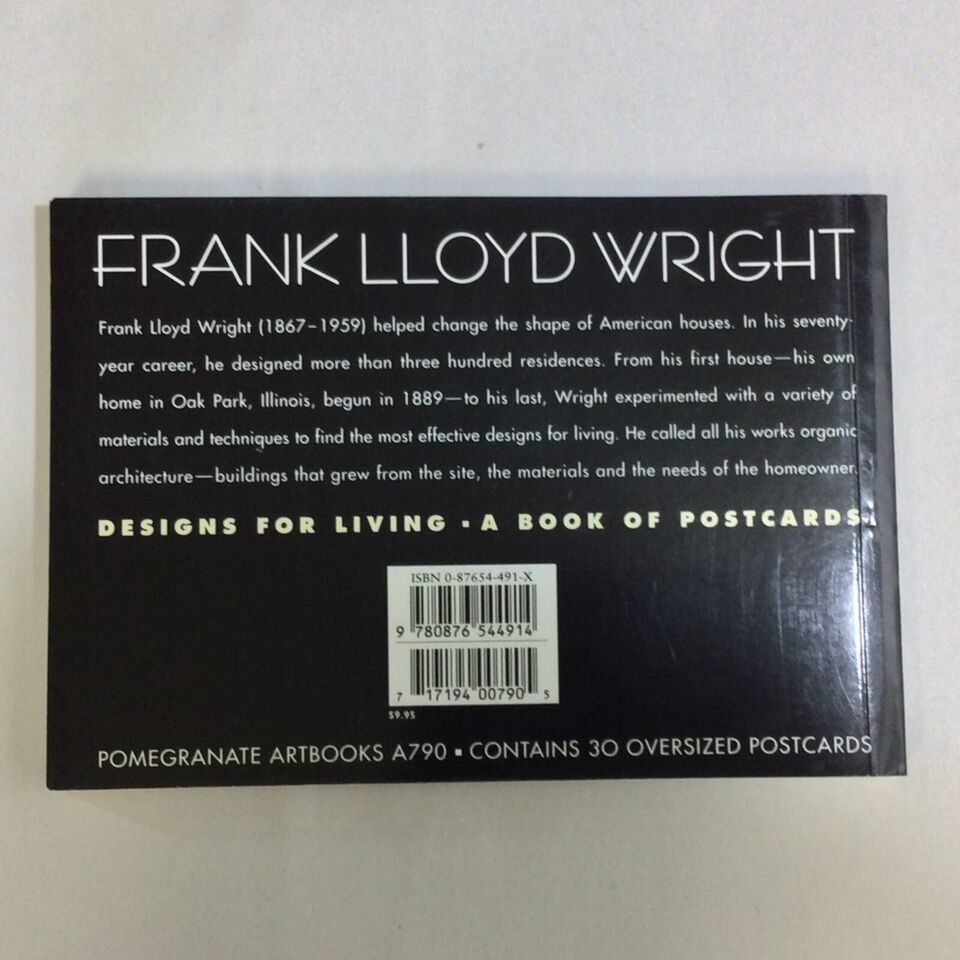 FRANK LLOYD WRIGHT
Frank Lloyd Wright (1867–1959) helped change the shape of American houses. In his seventy-
year career, he designed more than three hundred residences. From his first house—his own
home in Oak Park, Illinois, begun in 1889—to his last, Wright experimented with a variety of
materials and techniques to find the most effective designs for living. He called all his works organic
architecture—buildings that grew from the site, the materials and the needs of the homeowner.
DESIGNS FOR LIVING ▪ A BOOK OF POSTCARDS
ISBN 0-87654-491-X
9 780876 544914
7 17194 00790 5
$9.95
POMEGRANATE ARTBOOKS A790 ▪ CONTAINS 30 OVERSIZED POSTCARDS